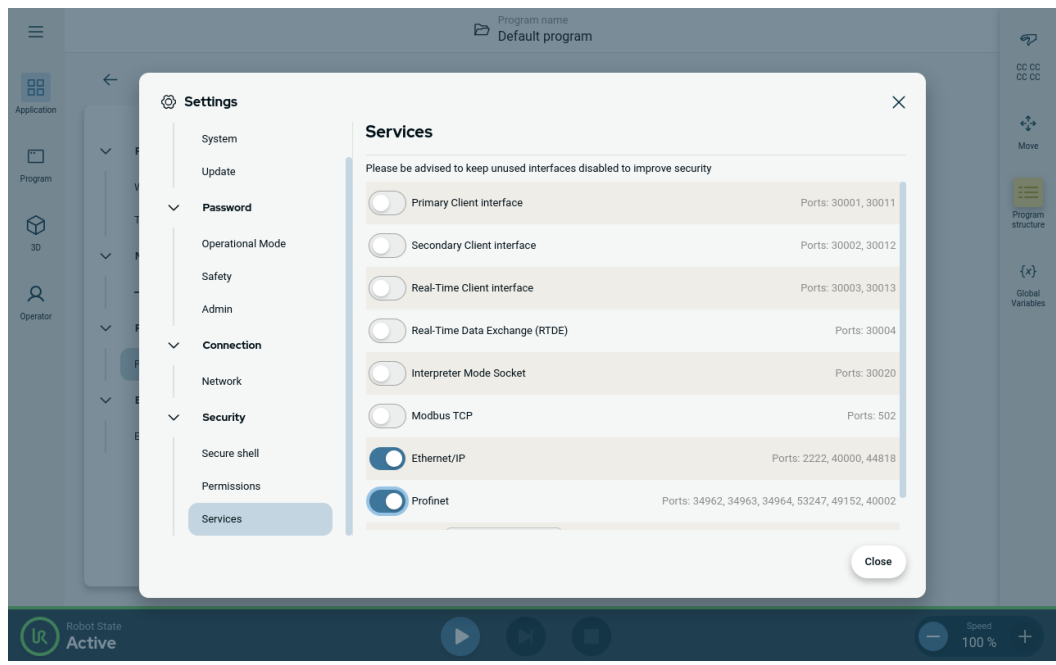 Program name
Default program
Application
Program
3D
Operator
CC CC
CC CC
Move
Program
structure
{x}
Global
Variables
Settings
System
Update
Password
Operational Mode
Safety
Admin
Connection
Network
Security
Secure shell
Permissions
Services
Services
Please be advised to keep unused interfaces disabled to improve security
Primary Client interface Ports: 30001, 30011
Secondary Client interface Ports: 30002, 30012
Real-Time Client interface Ports: 30003, 30013
Real-Time Data Exchange (RTDE) Ports: 30004
Interpreter Mode Socket Ports: 30020
Modbus TCP Ports: 502
Ethernet/IP Ports: 2222, 40000, 44818
Profinet Ports: 34962, 34963, 34964, 53247, 49152, 40002
Close
UR
Robot State
Active
Speed
100 %